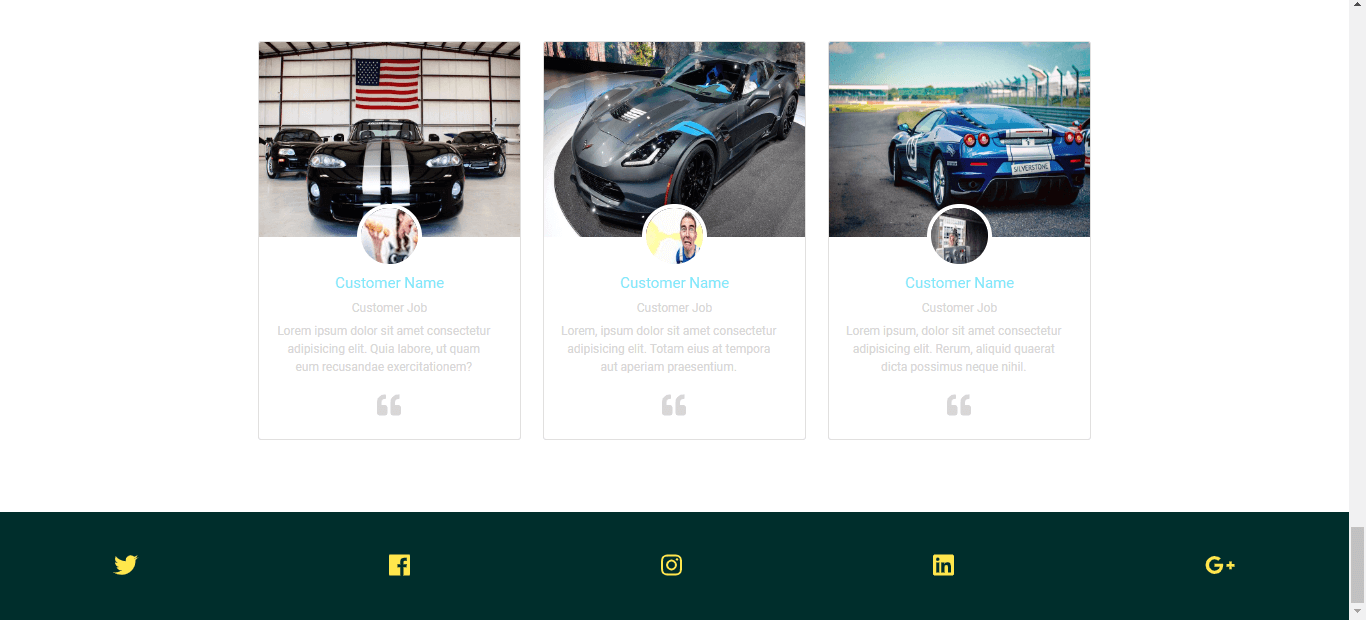 SILVERSTONE
Customer Name
Customer Job
Lorem ipsum dolor sit amet consectetur
adipisicing elit. Quia labore, ut quam
eum recusandae exercitationem?
Customer Name
Customer Job
Lorem, ipsum dolor sit amet consectetur
adipisicing elit. Totam eius at tempora
aut aperiam praesentium.
Customer Name
Customer Job
Lorem ipsum, dolor sit amet consectetur
adipisicing elit. Rerum, aliquid quaerat
dicta possimus neque nihil.